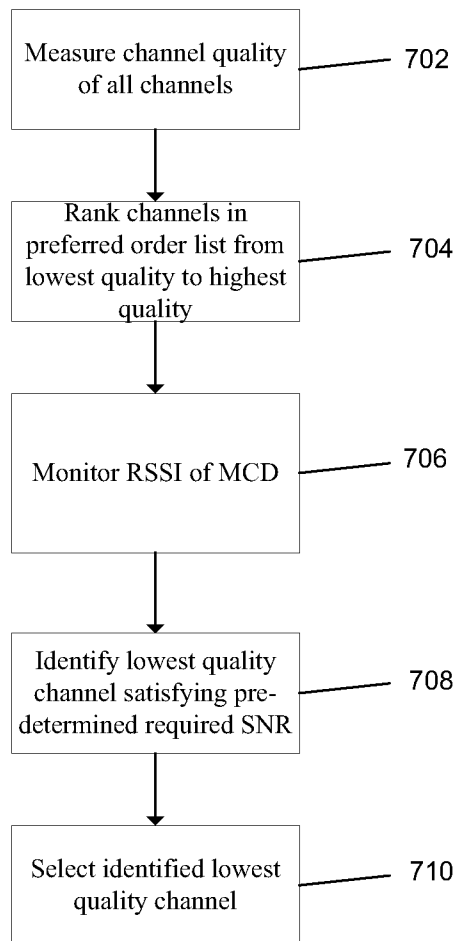 Measure channel quality
of all channels
702
Rank channels in
preferred order list from
lowest quality to highest
quality
704
Monitor RSSI of MCD
706
Identify lowest quality
channel satisfying pre-
determined required SNR
708
Select identified lowest
quality channel
710